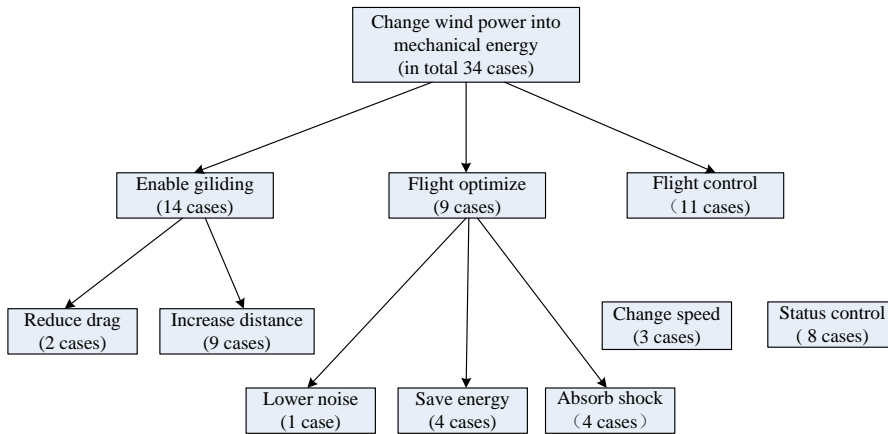 Change wind power into
mechanical energy
(in total 34 cases)
Enable giliding
(14 cases)
Flight optimize
(9 cases)
Flight control
（11 cases)
Reduce drag
(2 cases)
Increase distance
(9 cases)
Change speed
(3 cases)
Status control
( 8 cases)
Lower noise
(1 case)
Save energy
(4 cases)
Absorb shock
（4 cases）